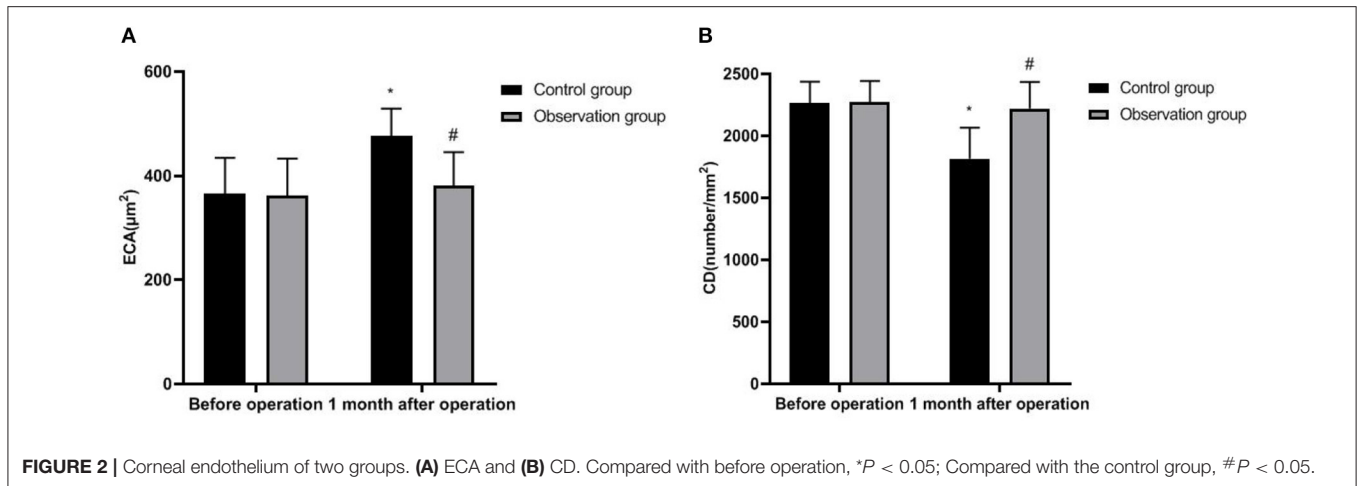 A
600
400
200
0
ECA(μm²)
*
#
Control group
Observation group
Before operation 1 month after operation
B
2500
2000
1500
1000
500
0
CD(number/mm²)
*
#
Control group
Observation group
Before operation 1 month after operation
FIGURE 2 | Corneal endothelium of two groups. (A) ECA and (B) CD. Compared with before operation, *P < 0.05; Compared with the control group, #P < 0.05.